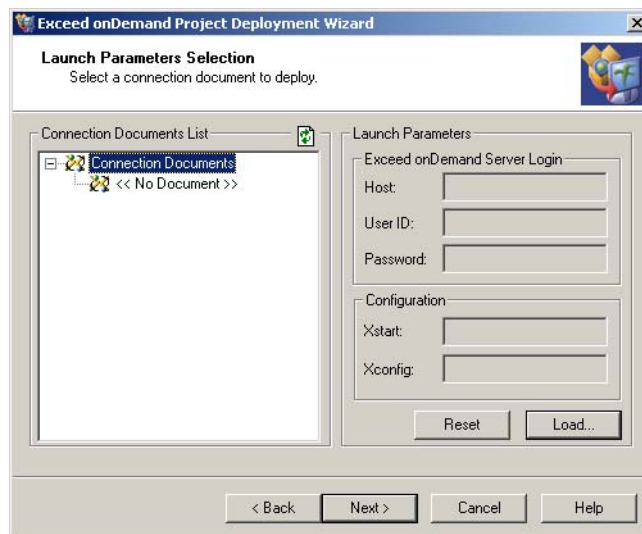 Exceed onDemand Project Deployment Wizard
Launch Parameters Selection
Select a connection document to deploy.
Connection Documents List
Connection Documents
<< No Document >>
Launch Parameters
Exceed onDemand Server Login
Host:
User ID:
Password:
Configuration
Xstart:
Xconfig:
Reset
Load...
< Back
Next >
Cancel
Help